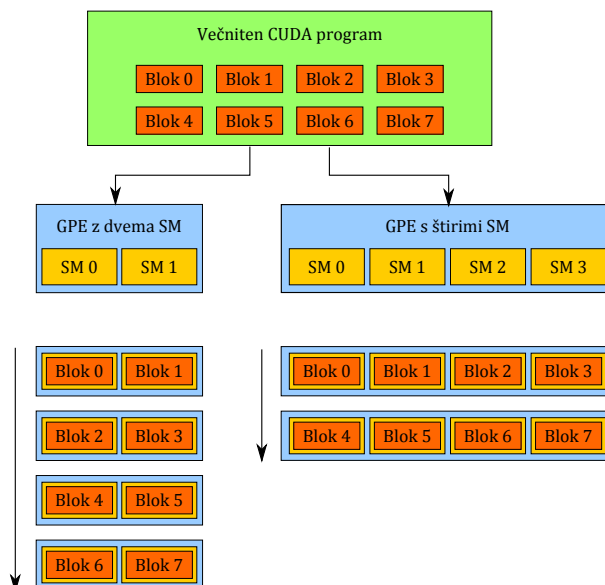 Večniten CUDA program
Blok 0 Blok 1 Blok 2 Blok 3
Blok 4 Blok 5 Blok 6 Blok 7
GPE z dvema SM
SM 0 SM 1
GPE s štirimi SM
SM 0 SM 1 SM 2 SM 3
Blok 0 Blok 1
Blok 2 Blok 3
Blok 4 Blok 5
Blok 6 Blok 7
Blok 0 Blok 1 Blok 2 Blok 3
Blok 4 Blok 5 Blok 6 Blok 7